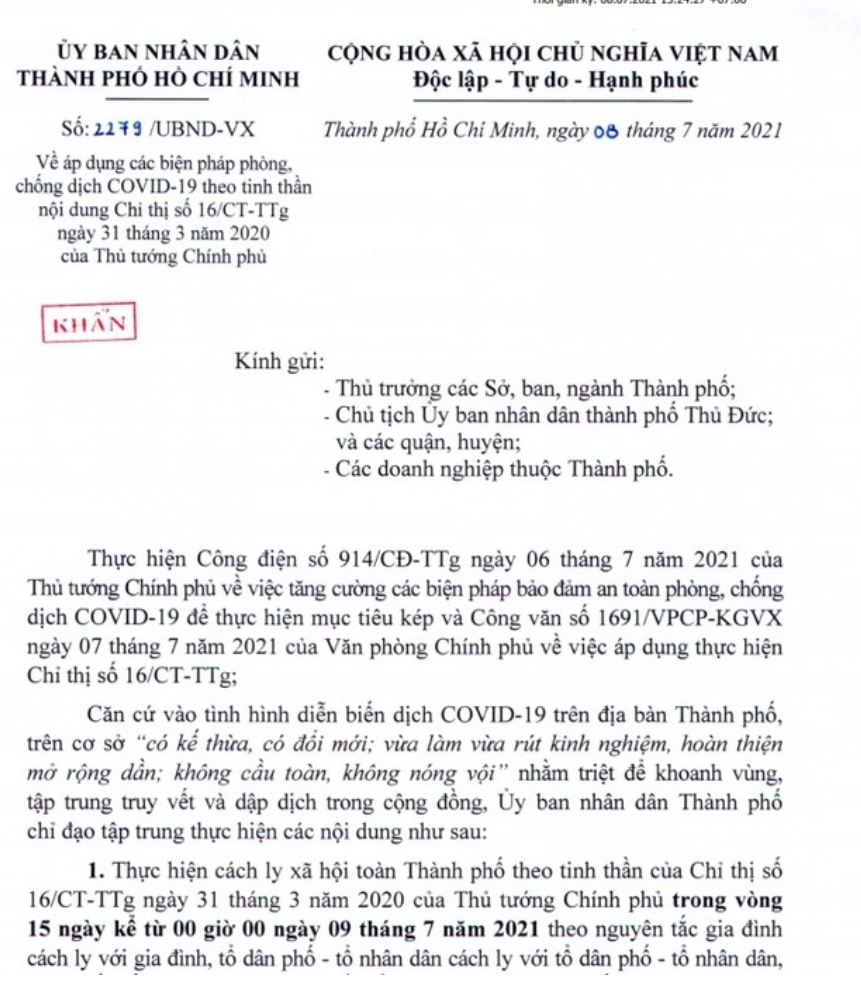 Thời gian ký: 08.07.2021 15:24:27 +07:00
ỦY BAN NHÂN DÂN
THÀNH PHỐ HỒ CHÍ MINH
CỘNG HÒA XÃ HỘI CHỦ NGHĨA VIỆT NAM
Độc lập - Tự do - Hạnh phúc
Số: 2279 /UBND-VX
Thành phố Hồ Chí Minh, ngày 08 tháng 7 năm 2021
Về áp dụng các biện pháp phòng,
chống dịch COVID-19 theo tinh thần
nội dung Chỉ thị số 16/CT-TTg
ngày 31 tháng 3 năm 2020
của Thủ tướng Chính phủ
KHẨN
Kính gửi:
- Thủ trưởng các Sở, ban, ngành Thành phố;
- Chủ tịch Ủy ban nhân dân thành phố Thủ Đức;
và các quận, huyện;
- Các doanh nghiệp thuộc Thành phố.
Thực hiện Công điện số 914/CĐ-TTg ngày 06 tháng 7 năm 2021 của
Thủ tướng Chính phủ về việc tăng cường các biện pháp bảo đảm an toàn phòng, chống
dịch COVID-19 để thực hiện mục tiêu kép và Công văn số 1691/VPCP-KGVX
ngày 07 tháng 7 năm 2021 của Văn phòng Chính phủ về việc áp dụng thực hiện
Chỉ thị số 16/CT-TTg;
Căn cứ vào tình hình diễn biến dịch COVID-19 trên địa bàn Thành phố,
trên cơ sở “có kế thừa, có đổi mới; vừa làm vừa rút kinh nghiệm, hoàn thiện
mở rộng dần; không cầu toàn, không nóng vội” nhằm triệt để khoanh vùng,
tập trung truy vết và dập dịch trong cộng đồng, Ủy ban nhân dân Thành phố
chỉ đạo tập trung thực hiện các nội dung như sau:
1. Thực hiện cách ly xã hội toàn Thành phố theo tinh thần của Chỉ thị số
16/CT-TTg ngày 31 tháng 3 năm 2020 của Thủ tướng Chính phủ trong vòng
15 ngày kể từ 00 giờ 00 ngày 09 tháng 7 năm 2021 theo nguyên tắc gia đình
cách ly với gia đình, tổ dân phố - tổ nhân dân cách ly với tổ dân phố - tổ nhân dân,